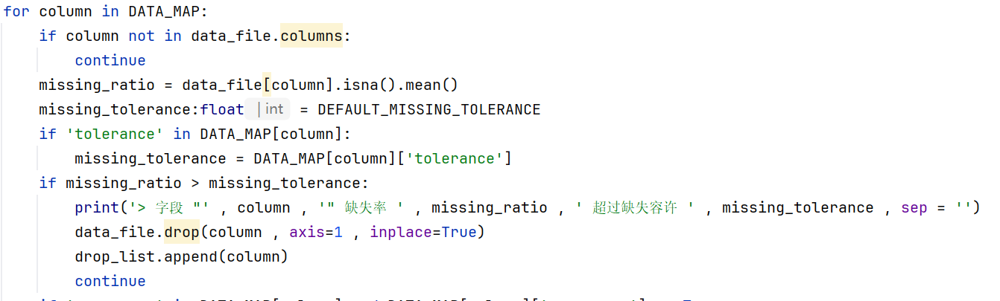 for column in DATA_MAP:
    if column not in data_file.columns:
        continue
    missing_ratio = data_file[column].isna().mean()
    missing_tolerance:float | int = DEFAULT_MISSING_TOLERANCE
    if 'tolerance' in DATA_MAP[column]:
        missing_tolerance = DATA_MAP[column]['tolerance']
    if missing_ratio > missing_tolerance:
        print('> 字段 "' , column , '" 缺失率 ' , missing_ratio , ' 超过缺失容许 ' , missing_tolerance , sep = '')
        data_file.drop(column , axis=1 , inplace=True)
        drop_list.append(column)
        continue